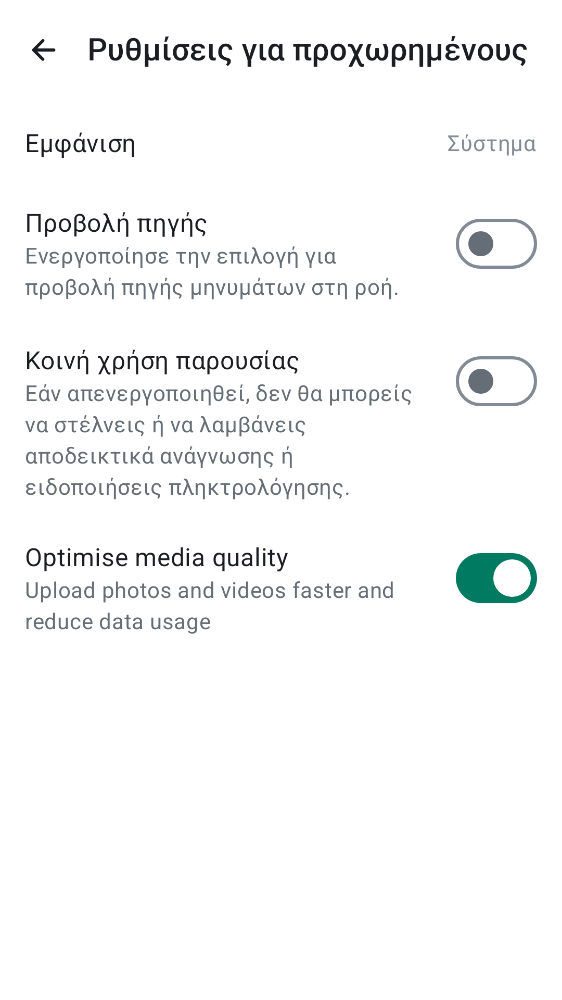 Ρυθμίσεις για προχωρημένους
Εμφάνιση
Σύστημα
Προβολή πηγής
Ενεργοποίησε την επιλογή για
προβολή πηγής μηνυμάτων στη ροή.
Κοινή χρήση παρουσίας
Εάν απενεργοποιηθεί, δεν θα μπορείς
να στέλνεις ή να λαμβάνεις
αποδεικτικά ανάγνωσης ή
ειδοποιήσεις πληκτρολόγησης.
Optimise media quality
Upload photos and videos faster and
reduce data usage